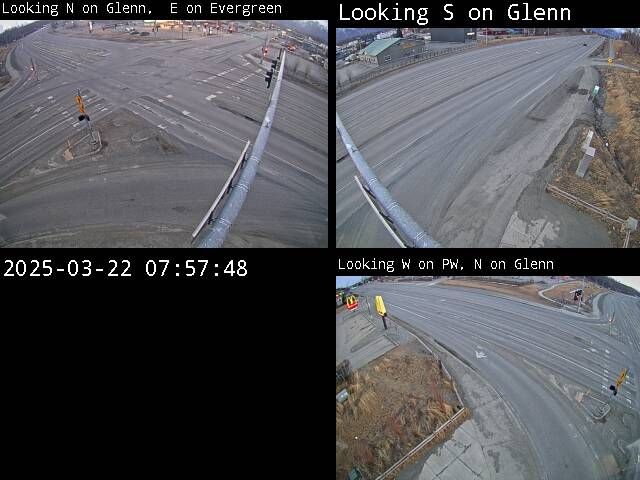 Looking N on Glenn,  E on Evergreen
Looking S on Glenn
2025-03-22 07:57:48
Looking W on PW, N on Glenn